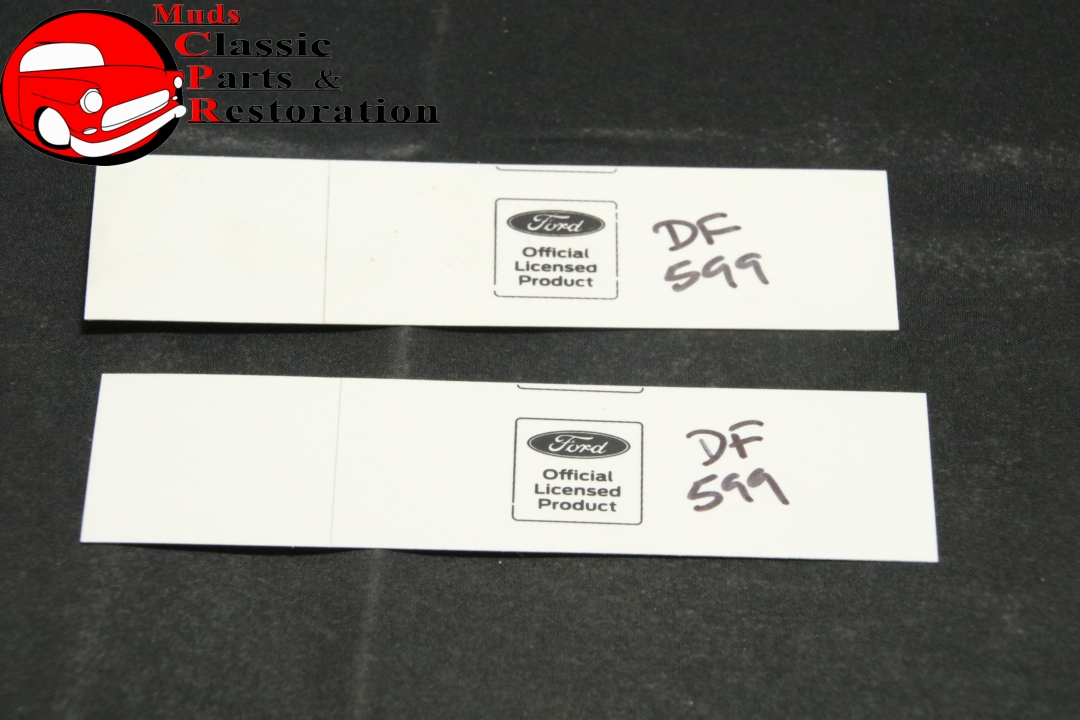 Muds
Classic
Parts &
Restoration
Ford
Official
Licensed
Product
DF
599
Ford
Official
Licensed
Product
DF
599